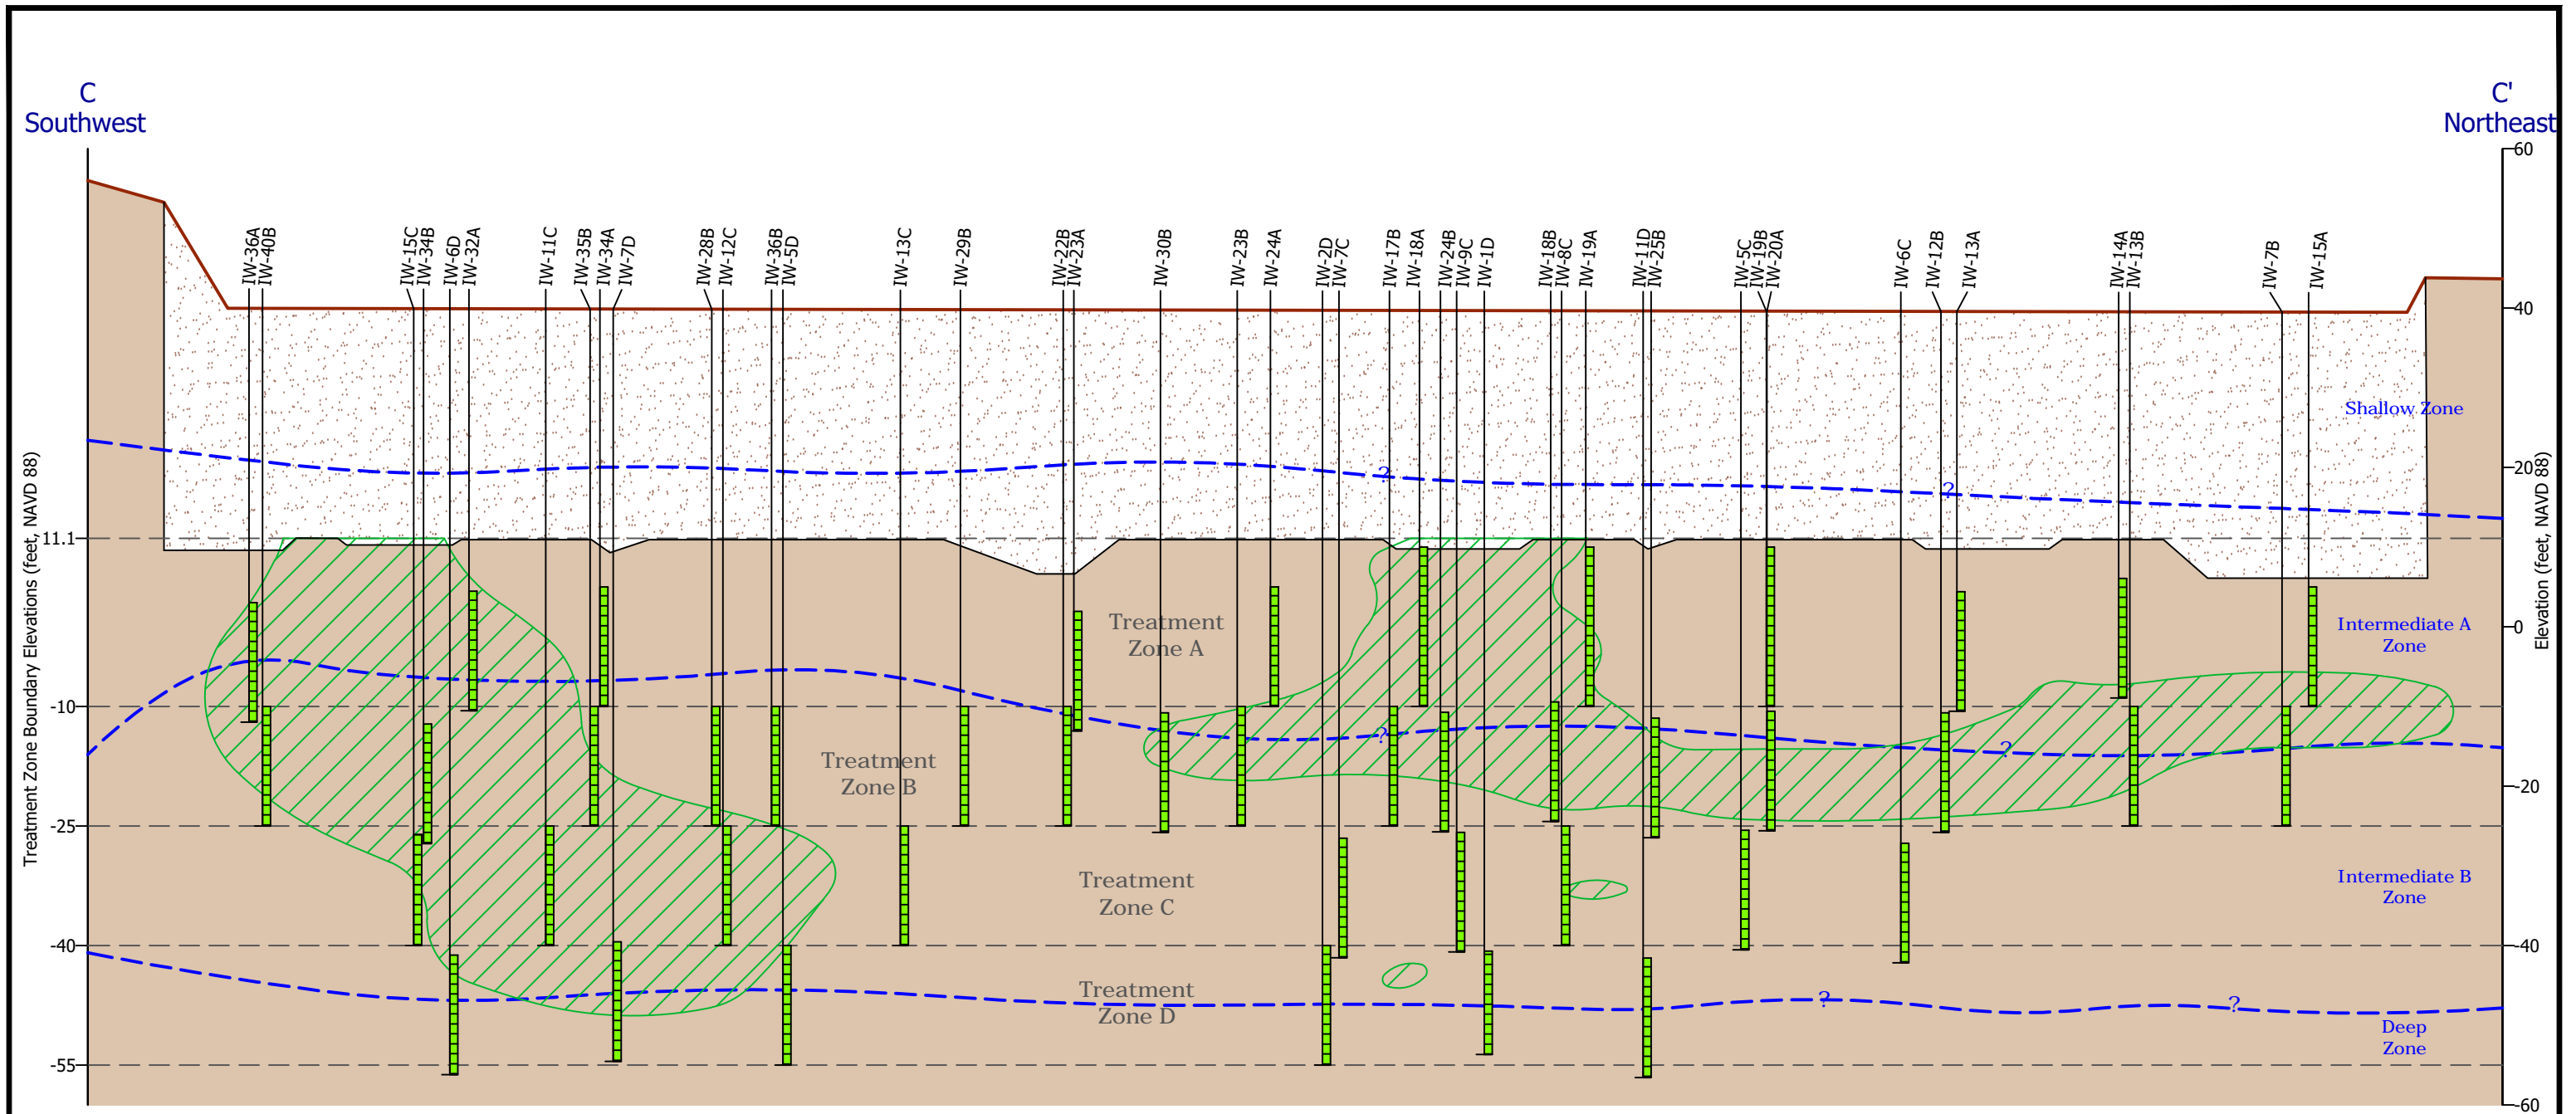 C
Southwest
C'
Northeast
60
IW-36A
IW-40B
IW-15C
IW-34B
IW-6D
IW-32A
IW-11C
IW-35B
IW-34A
IW-7D
IW-28B
IW-12C
IW-36B
IW-5D
IW-13C
IW-29B
IW-22B
IW-23A
IW-30B
IW-23B
IW-24A
IW-2D
IW-7C
IW-17B
IW-18A
IW-24B
IW-9C
IW-1D
IW-18B
IW-8C
IW-19A
IW-11D
IW-25B
IW-5C
IW-19B
IW-20A
IW-6C
IW-12B
IW-13A
IW-14A
IW-13B
IW-7B
IW-15A
40
Shallow Zone
?
20
?
Treatment Zone Boundary Elevations (feet, NAVD 88)
Elevation (feet, NAVD 88)
11.1
Treatment
Zone A
Intermediate A
Zone
0
-10
?
?
Treatment
Zone B
-20
-25
Treatment
Zone C
Intermediate B
Zone
-40
-40
Treatment
Zone D
?
?
Deep
Zone
-55
-60